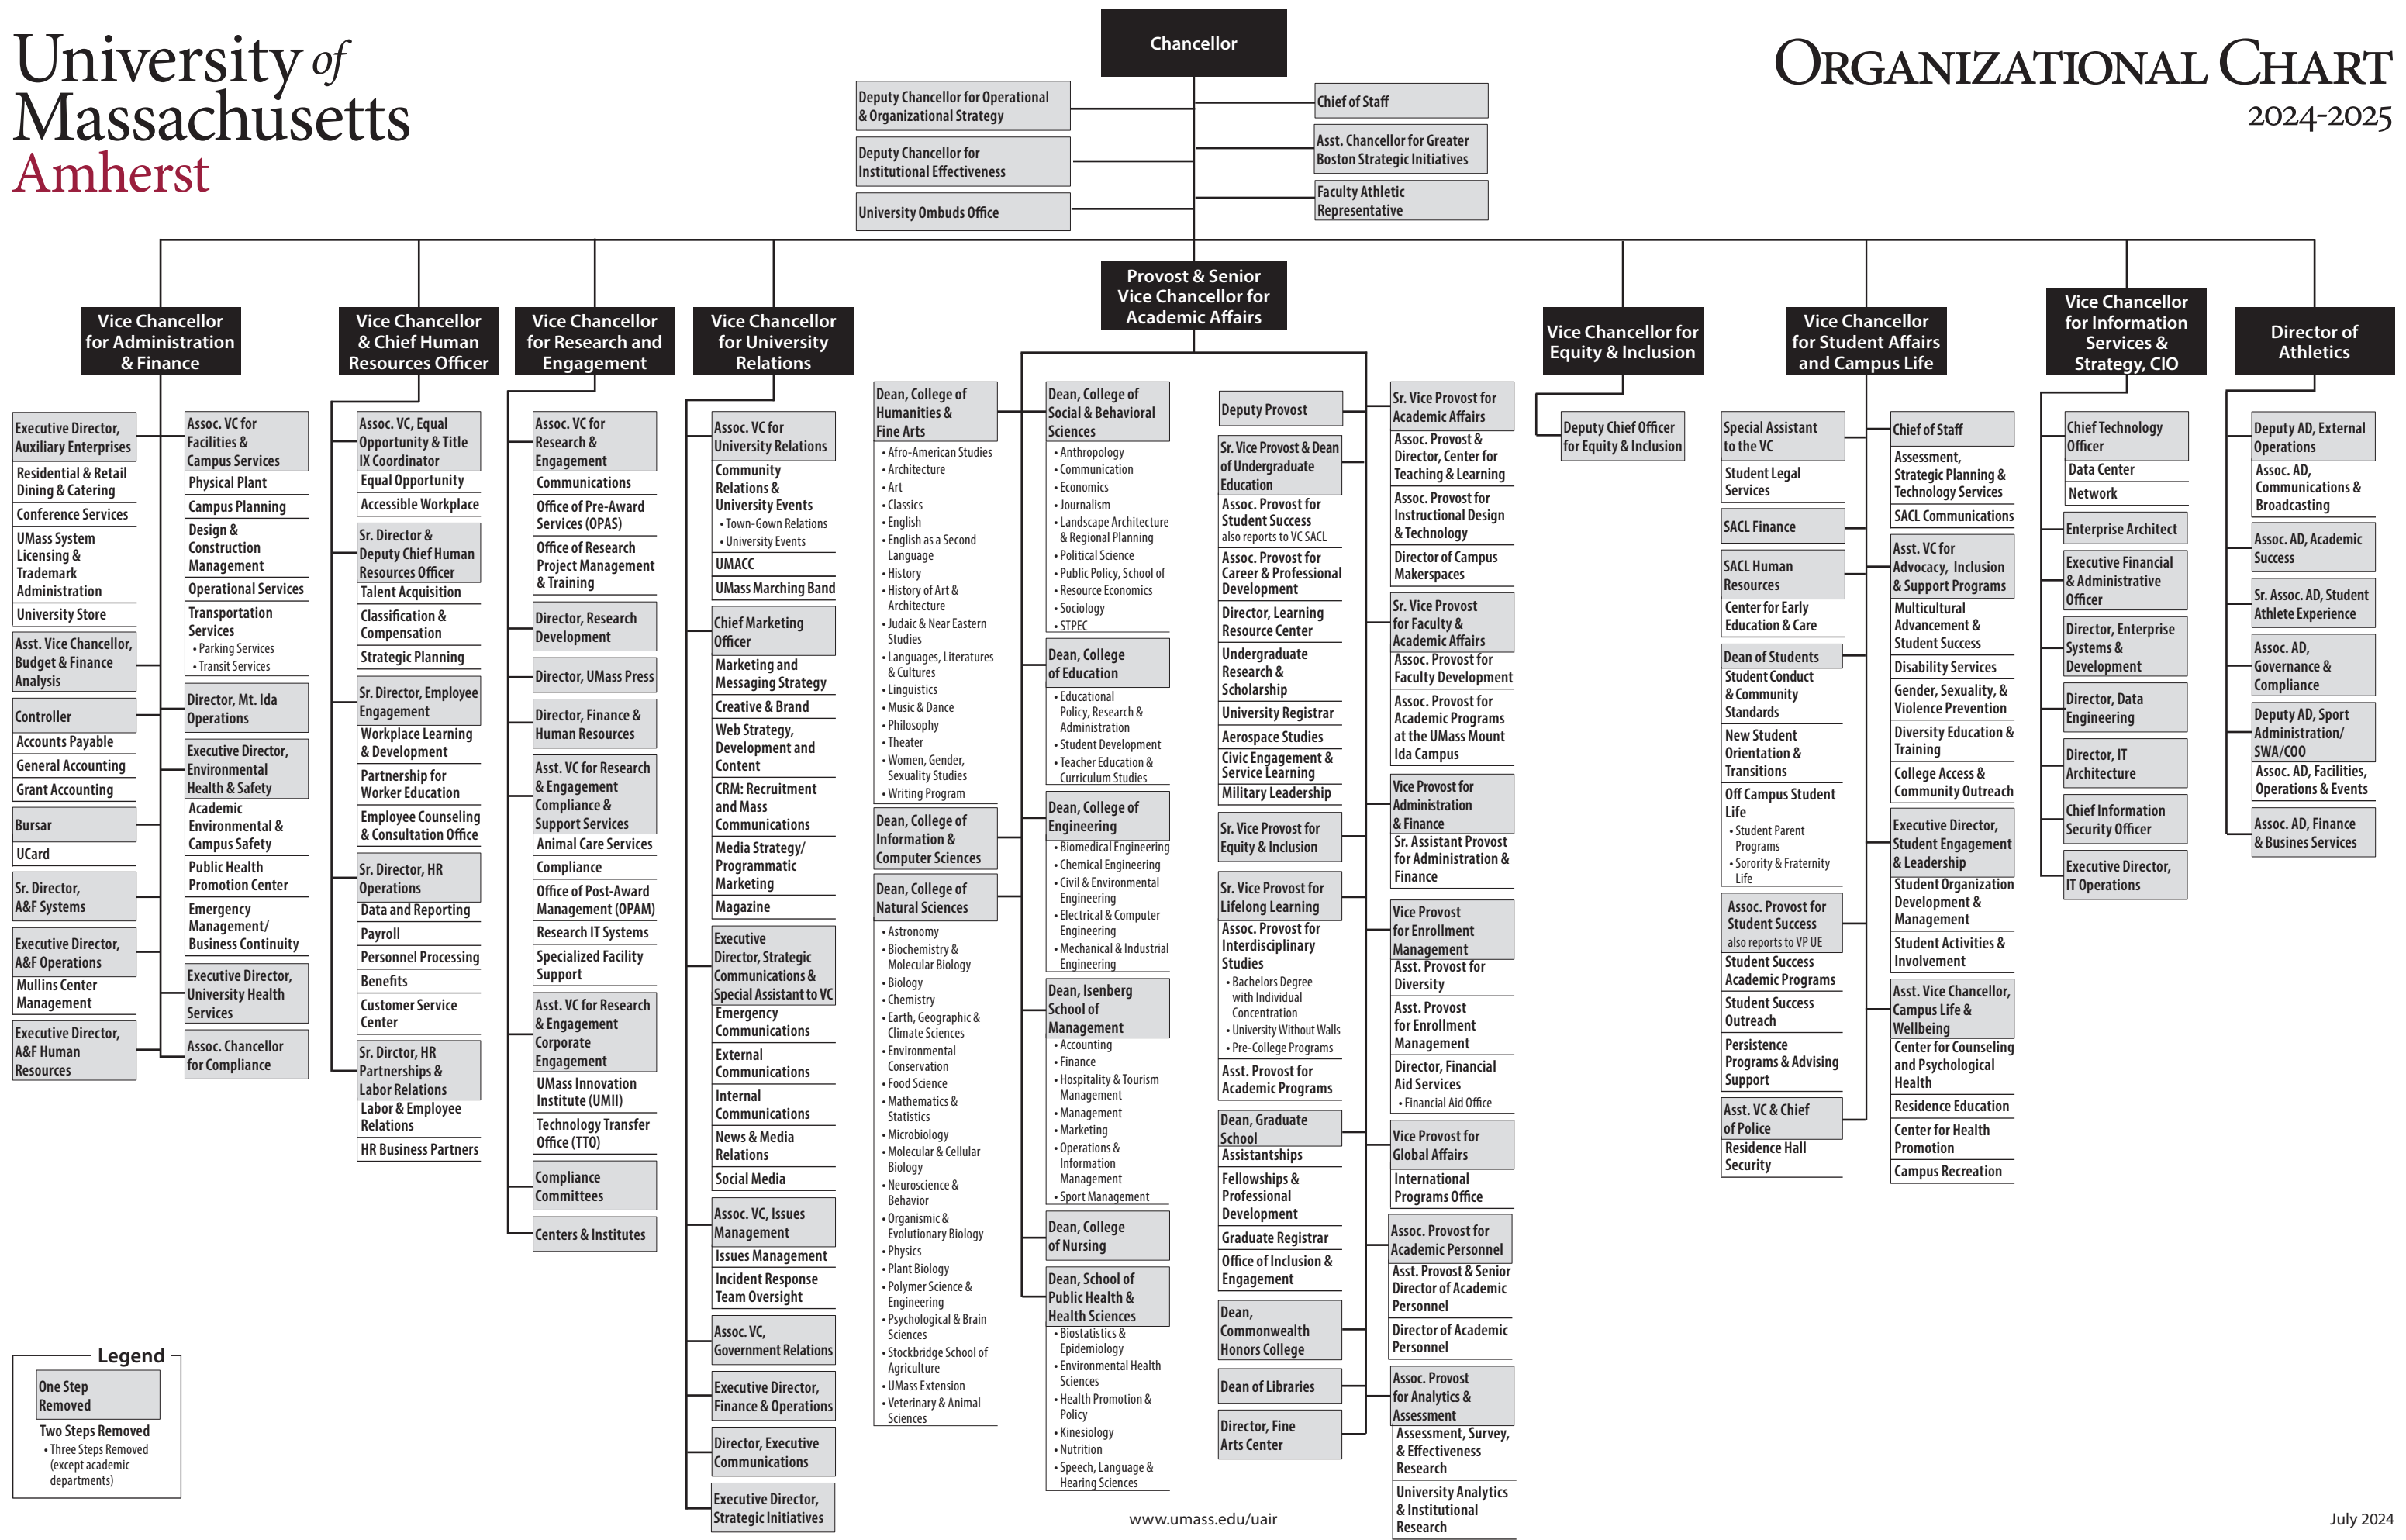 University of
Massachusetts
Amherst
ORGANIZATIONAL CHART
2024-2025
Chancellor
Deputy Chancellor for Operational
& Organizational Strategy
Deputy Chancellor for
Institutional Effectiveness
University Ombuds Office
Chief of Staff
Asst. Chancellor for Greater
Boston Strategic Initiatives
Faculty Athletic
Representative
Vice Chancellor
for Administration
& Finance
Executive Director,
Auxiliary Enterprises
Residential & Retail
Dining & Catering
Conference Services
UMass System
Licensing &
Trademark
Administration
University Store
Asst. Vice Chancellor,
Budget & Finance
Analysis
Controller
Accounts Payable
General Accounting
Grant Accounting
Bursar
UCard
Sr. Director,
A&F Systems
Executive Director,
A&F Operations
Mullins Center
Management
Executive Director,
A&F Human
Resources
Assoc. VC for
Facilities &
Campus Services
Physical Plant
Campus Planning
Design &
Construction
Management
Operational Services
Transportation
Services
• Parking Services
• Transit Services
Director, Mt. Ida
Operations
Executive Director,
Environmental
Health & Safety
Academic
Environmental &
Campus Safety
Public Health
Promotion Center
Emergency
Management/
Business Continuity
Executive Director,
University Health
Services
Assoc. Chancellor
for Compliance
Vice Chancellor
& Chief Human
Resources Officer
Assoc. VC, Equal
Opportunity & Title
IX Coordinator
Equal Opportunity
Accessible Workplace
Sr. Director &
Deputy Chief Human
Resources Officer
Talent Acquisition
Classification &
Compensation
Strategic Planning
Sr. Director, Employee
Engagement
Workplace Learning
& Development
Partnership for
Worker Education
Employee Counseling
& Consultation Office
Sr. Director, HR
Operations
Data and Reporting
Payroll
Personnel Processing
Benefits
Customer Service
Center
Sr. Dirctor, HR
Partnerships &
Labor Relations
Labor & Employee
Relations
HR Business Partners
Vice Chancellor
for Research and
Engagement
Assoc. VC for
Research &
Engagement
Communications
Office of Pre-Award
Services (OPAS)
Office of Research
Project Management
& Training
Director, Research
Development
Director, UMass Press
Director, Finance &
Human Resources
Asst. VC for Research
& Engagement
Compliance &
Support Services
Animal Care Services
Compliance
Office of Post-Award
Management (OPAM)
Research IT Systems
Specialized Facility
Support
Asst. VC for Research
& Engagement
Corporate
Engagement
UMass Innovation
Institute (UMII)
Technology Transfer
Office (TTO)
Compliance
Committees
Centers & Institutes
Vice Chancellor
for University
Relations
Assoc. VC for
University Relations
Community
Relations &
University Events
• Town-Gown Relations
• University Events
UMACC
UMass Marching Band
Chief Marketing
Officer
Marketing and
Messaging Strategy
Creative & Brand
Web Strategy,
Development and
Content
CRM: Recruitment
and Mass
Communications
Media Strategy/
Programmatic
Marketing
Magazine
Executive
Director, Strategic
Communications &
Special Assistant to VC
Emergency
Communications
External
Communications
Internal
Communications
News & Media
Relations
Social Media
Assoc. VC, Issues
Management
Issues Management
Incident Response
Team Oversight
Assoc. VC,
Government Relations
Executive Director,
Finance & Operations
Director, Executive
Communications
Executive Director,
Strategic Initiatives
Provost & Senior
Vice Chancellor for
Academic Affairs
Dean, College of
Humanities &
Fine Arts
• Afro-American Studies
• Architecture
• Art
• Classics
• English
• English as a Second
Language
• History
• History of Art &
Architecture
• Judaic & Near Eastern
Studies
• Languages, Literatures
& Cultures
• Linguistics
• Music & Dance
• Philosophy
• Theater
• Women, Gender,
Sexuality Studies
• Writing Program
Dean, College of
Information &
Computer Sciences
Dean, College of
Natural Sciences
• Astronomy
• Biochemistry &
Molecular Biology
• Biology
• Chemistry
• Earth, Geographic &
Climate Sciences
• Environmental
Conservation
• Food Science
• Mathematics &
Statistics
• Microbiology
• Molecular & Cellular
Biology
• Neuroscience &
Behavior
• Organismic &
Evolutionary Biology
• Physics
• Plant Biology
• Polymer Science &
Engineering
• Psychological & Brain
Sciences
• Stockbridge School of
Agriculture
• UMass Extension
• Veterinary & Animal
Sciences
Dean, College of
Social & Behavioral
Sciences
• Anthropology
• Communication
• Economics
• Journalism
• Landscape Architecture
& Regional Planning
• Political Science
• Public Policy, School of
• Resource Economics
• Sociology
• STPEC
Dean, College
of Education
• Educational
Policy, Research &
Administration
• Student Development
• Teacher Education &
Curriculum Studies
Dean, College of
Engineering
• Biomedical Engineering
• Chemical Engineering
• Civil & Environmental
Engineering
• Electrical & Computer
Engineering
• Mechanical & Industrial
Engineering
Dean, Isenberg
School of
Management
• Accounting
• Finance
• Hospitality & Tourism
Management
• Management
• Marketing
• Operations &
Information
Management
• Sport Management
Dean, College
of Nursing
Dean, School of
Public Health &
Health Sciences
• Biostatistics &
Epidemiology
• Environmental Health
Sciences
• Health Promotion &
Policy
• Kinesiology
• Nutrition
• Speech, Language &
Hearing Sciences
Deputy Provost
Sr. Vice Provost & Dean
of Undergraduate
Education
Assoc. Provost for
Student Success
also reports to VC SACL
Assoc. Provost for
Career & Professional
Development
Director, Learning
Resource Center
Undergraduate
Research &
Scholarship
University Registrar
Aerospace Studies
Civic Engagement &
Service Learning
Military Leadership
Sr. Vice Provost for
Equity & Inclusion
Sr. Vice Provost for
Lifelong Learning
Assoc. Provost for
Interdisciplinary
Studies
• Bachelors Degree
with Individual
Concentration
• University Without Walls
• Pre-College Programs
Asst. Provost for
Academic Programs
Dean, Graduate
School
Assistantships
Fellowships &
Professional
Development
Graduate Registrar
Office of Inclusion &
Engagement
Dean,
Commonwealth
Honors College
Dean of Libraries
Director, Fine
Arts Center
Sr. Vice Provost for
Academic Affairs
Assoc. Provost &
Director, Center for
Teaching & Learning
Assoc. Provost for
Instructional Design
& Technology
Director of Campus
Makerspaces
Sr. Vice Provost
for Faculty &
Academic Affairs
Assoc. Provost for
Faculty Development
Assoc. Provost for
Academic Programs
at the UMass Mount
Ida Campus
Vice Provost for
Administration
& Finance
Sr. Assistant Provost
for Administration &
Finance
Vice Provost
for Enrollment
Management
Asst. Provost for
Diversity
Asst. Provost
for Enrollment
Management
Director, Financial
Aid Services
• Financial Aid Office
Vice Provost for
Global Affairs
International
Programs Office
Assoc. Provost for
Academic Personnel
Asst. Provost & Senior
Director of Academic
Personnel
Director of Academic
Personnel
Assoc. Provost
for Analytics &
Assessment
Assessment, Survey,
& Effectiveness
Research
University Analytics
& Institutional
Research
Vice Chancellor for
Equity & Inclusion
Deputy Chief Officer
for Equity & Inclusion
Vice Chancellor
for Student Affairs
and Campus Life
Special Assistant
to the VC
Student Legal
Services
SACL Finance
SACL Human
Resources
Center for Early
Education & Care
Dean of Students
Student Conduct
& Community
Standards
New Student
Orientation &
Transitions
Off Campus Student
Life
• Student Parent
Programs
• Sorority & Fraternity
Life
Assoc. Provost for
Student Success
also reports to VP UE
Student Success
Academic Programs
Student Success
Outreach
Persistence
Programs & Advising
Support
Asst. VC & Chief
of Police
Residence Hall
Security
Chief of Staff
Assessment,
Strategic Planning &
Technology Services
SACL Communications
Asst. VC for
Advocacy, Inclusion
& Support Programs
Multicultural
Advancement &
Student Success
Disability Services
Gender, Sexuality, &
Violence Prevention
Diversity Education &
Training
College Access &
Community Outreach
Executive Director,
Student Engagement
& Leadership
Student Organization
Development &
Management
Student Activities &
Involvement
Asst. Vice Chancellor,
Campus Life &
Wellbeing
Center for Counseling
and Psychological
Health
Residence Education
Center for Health
Promotion
Campus Recreation
Vice Chancellor
for Information
Services &
Strategy, CIO
Chief Technology
Officer
Data Center
Network
Enterprise Architect
Executive Financial
& Administrative
Officer
Director, Enterprise
Systems &
Development
Director, Data
Engineering
Director, IT
Architecture
Chief Information
Security Officer
Executive Director,
IT Operations
Director of
Athletics
Deputy AD, External
Operations
Assoc. AD,
Communications &
Broadcasting
Assoc. AD, Academic
Success
Sr. Assoc. AD, Student
Athlete Experience
Assoc. AD,
Governance &
Compliance
Deputy AD, Sport
Administration/
SWA/COO
Assoc. AD, Facilities,
Operations & Events
Assoc. AD, Finance
& Busines Services
Legend
One Step
Removed
Two Steps Removed
• Three Steps Removed
(except academic
departments)
www.umass.edu/uair
July 2024